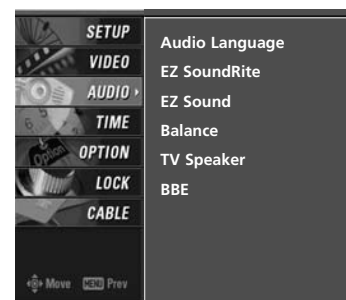 SETUP
VIDEO
AUDIO
TIME
OPTION
LOCK
CABLE
Audio Language
EZ SoundRite
EZ Sound
Balance
TV Speaker
BBE
Move MENU Prev